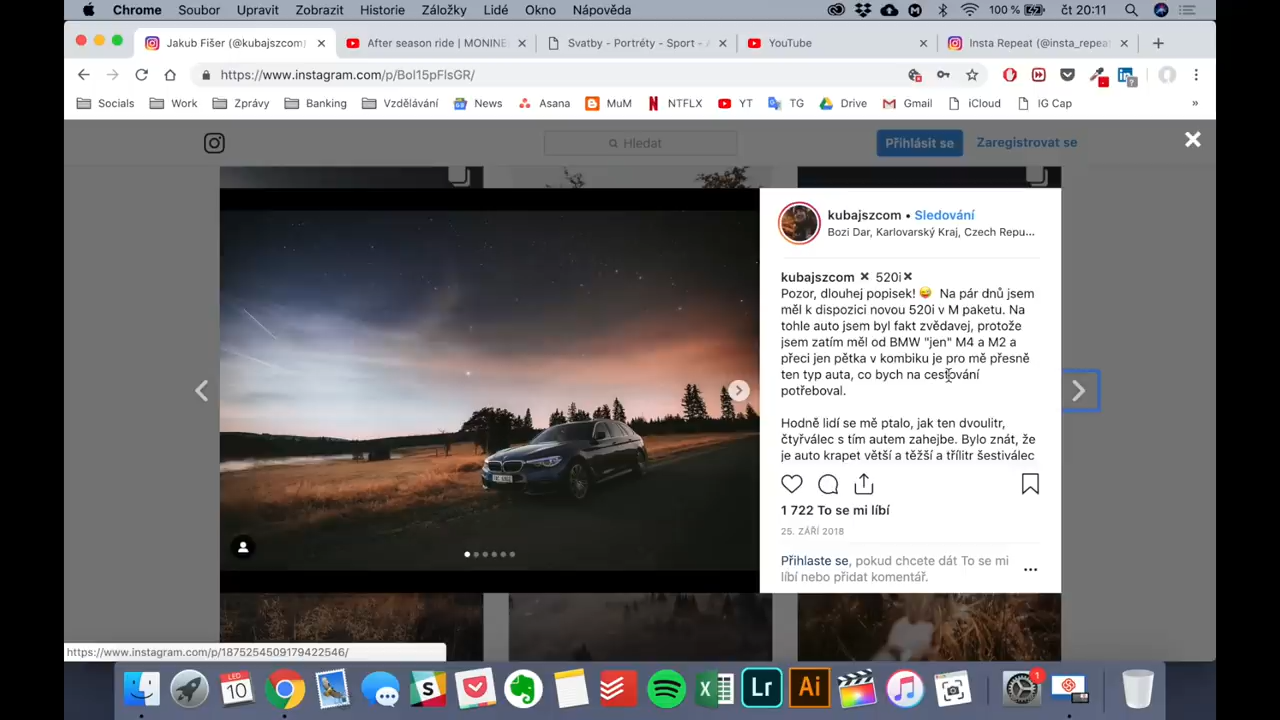 Chrome Soubor Upravit Zobrazit Historie Záložky Lidé Okno Nápověda 100 % čt 20:11
Jakub Fišer (@kubajszcom) After season ride | MONINE Svatby - Portréty - Sport - YouTube Insta Repeat (@insta_repea
https://www.instagram.com/p/Bol15pFlsGR/
Socials Work Zprávy Banking Vzdělávání News Asana MuM NTFLX YT TG Drive Gmail iCloud IG Cap »
Hledat Přihlásit se Zaregistrovat se
kubajszcom • Sledování
Bozi Dar, Karlovarský Kraj, Czech Repu...
kubajszcom ✖ 520i✖
Pozor, dlouhej popisek! 😜 Na pár dnů jsem
měl k dispozici novou 520i v M paketu. Na
tohle auto jsem byl fakt zvědavej, protože
jsem zatím měl od BMW "jen" M4 a M2 a
přeci jen pětka v kombiku je pro mě přesně
ten typ auta, co bych na cestování
potřeboval.
Hodně lidí se mě ptalo, jak ten dvoulitr,
čtyřválec s tím autem zahejbe. Bylo znát, že
je auto krapet větší a těžší a třílitr šestiválec
1 722 To se mi líbí
25. ZÁŘÍ 2018
Přihlaste se, pokud chcete dát To se mi
líbí nebo přidat komentář.
https://www.instagram.com/p/1875254509179422546/
LED
10
Lr Ai
1